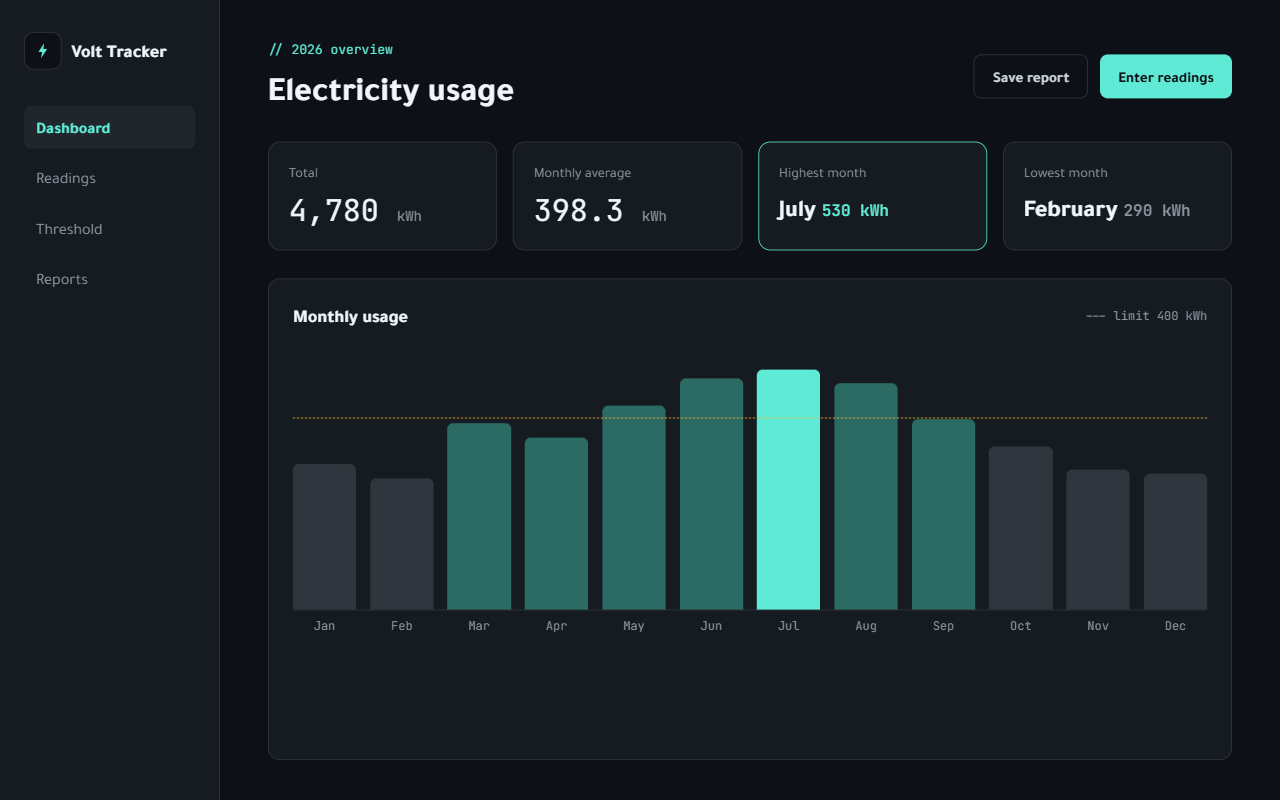 Volt Tracker
Dashboard
Readings
Threshold
Reports
// 2026 overview
Electricity usage
Save report
Enter readings
Total
4,780 kWh
Monthly average
398.3 kWh
Highest month
July 530 kWh
Lowest month
February 290 kWh
Monthly usage
--- limit 400 kWh
Jan Feb Mar Apr May Jun Jul Aug Sep Oct Nov Dec